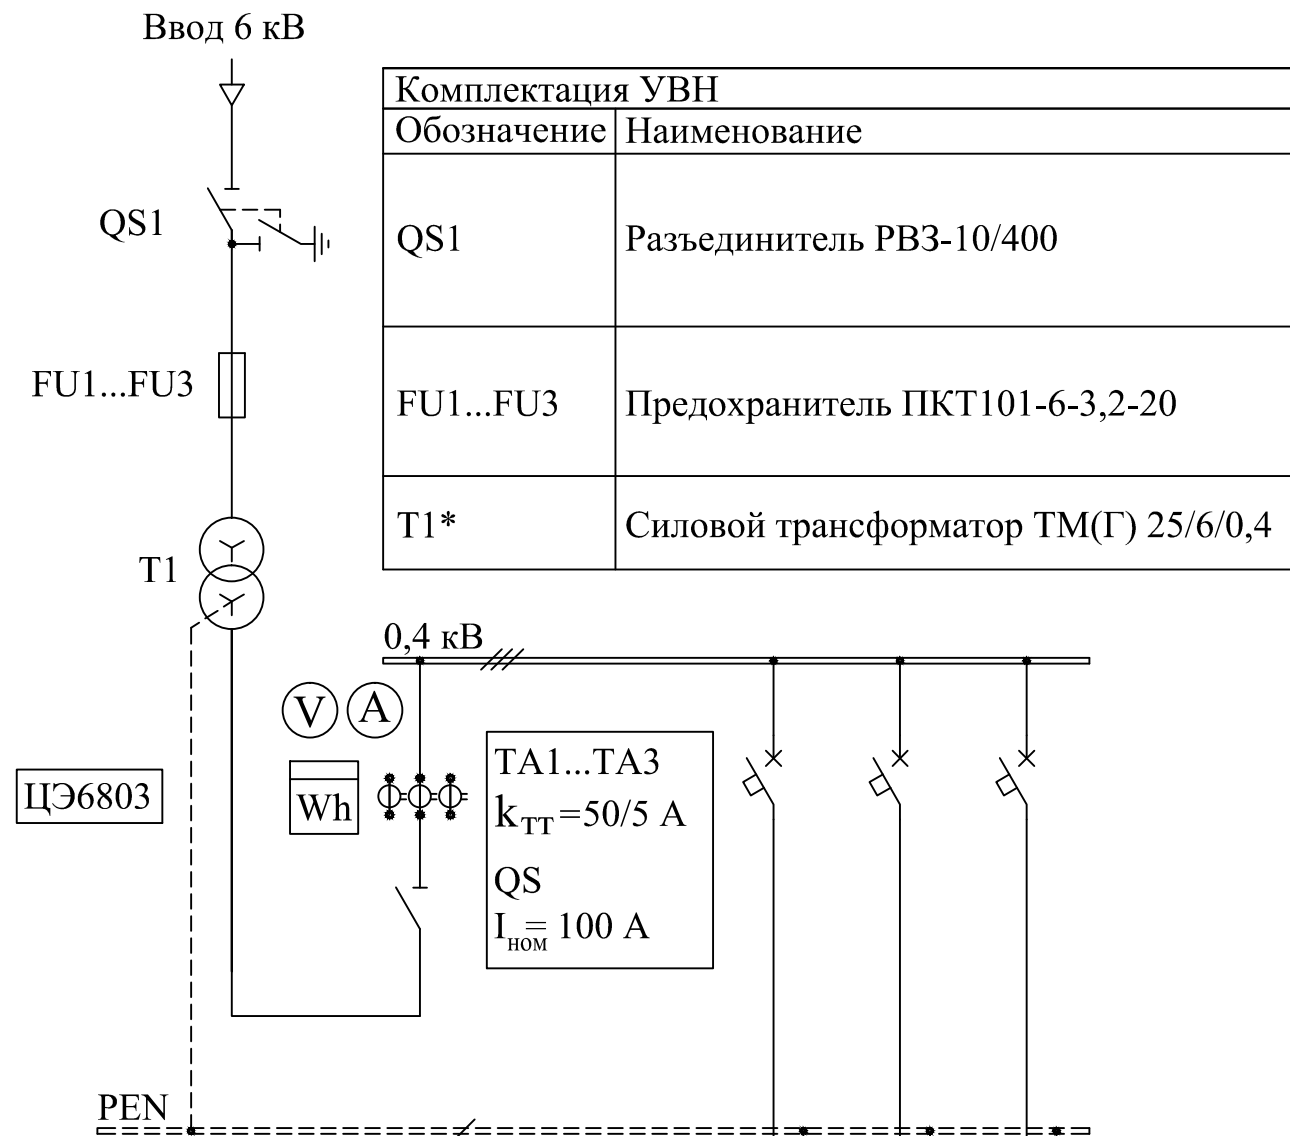 Ввод 6 кВ
Комплектация УВН
Обозначение Наименование
QS1
QS1 Разъединитель РВЗ-10/400
FU1...FU3
FU1...FU3 Предохранитель ПКТ101-6-3,2-20
T1
T1* Силовой трансформатор ТМ(Г) 25/6/0,4
0,4 кВ
V A
ЦЭ6803
Wh
TA1...TA3
kТТ=50/5 А
QS
Iном= 100 А
PEN